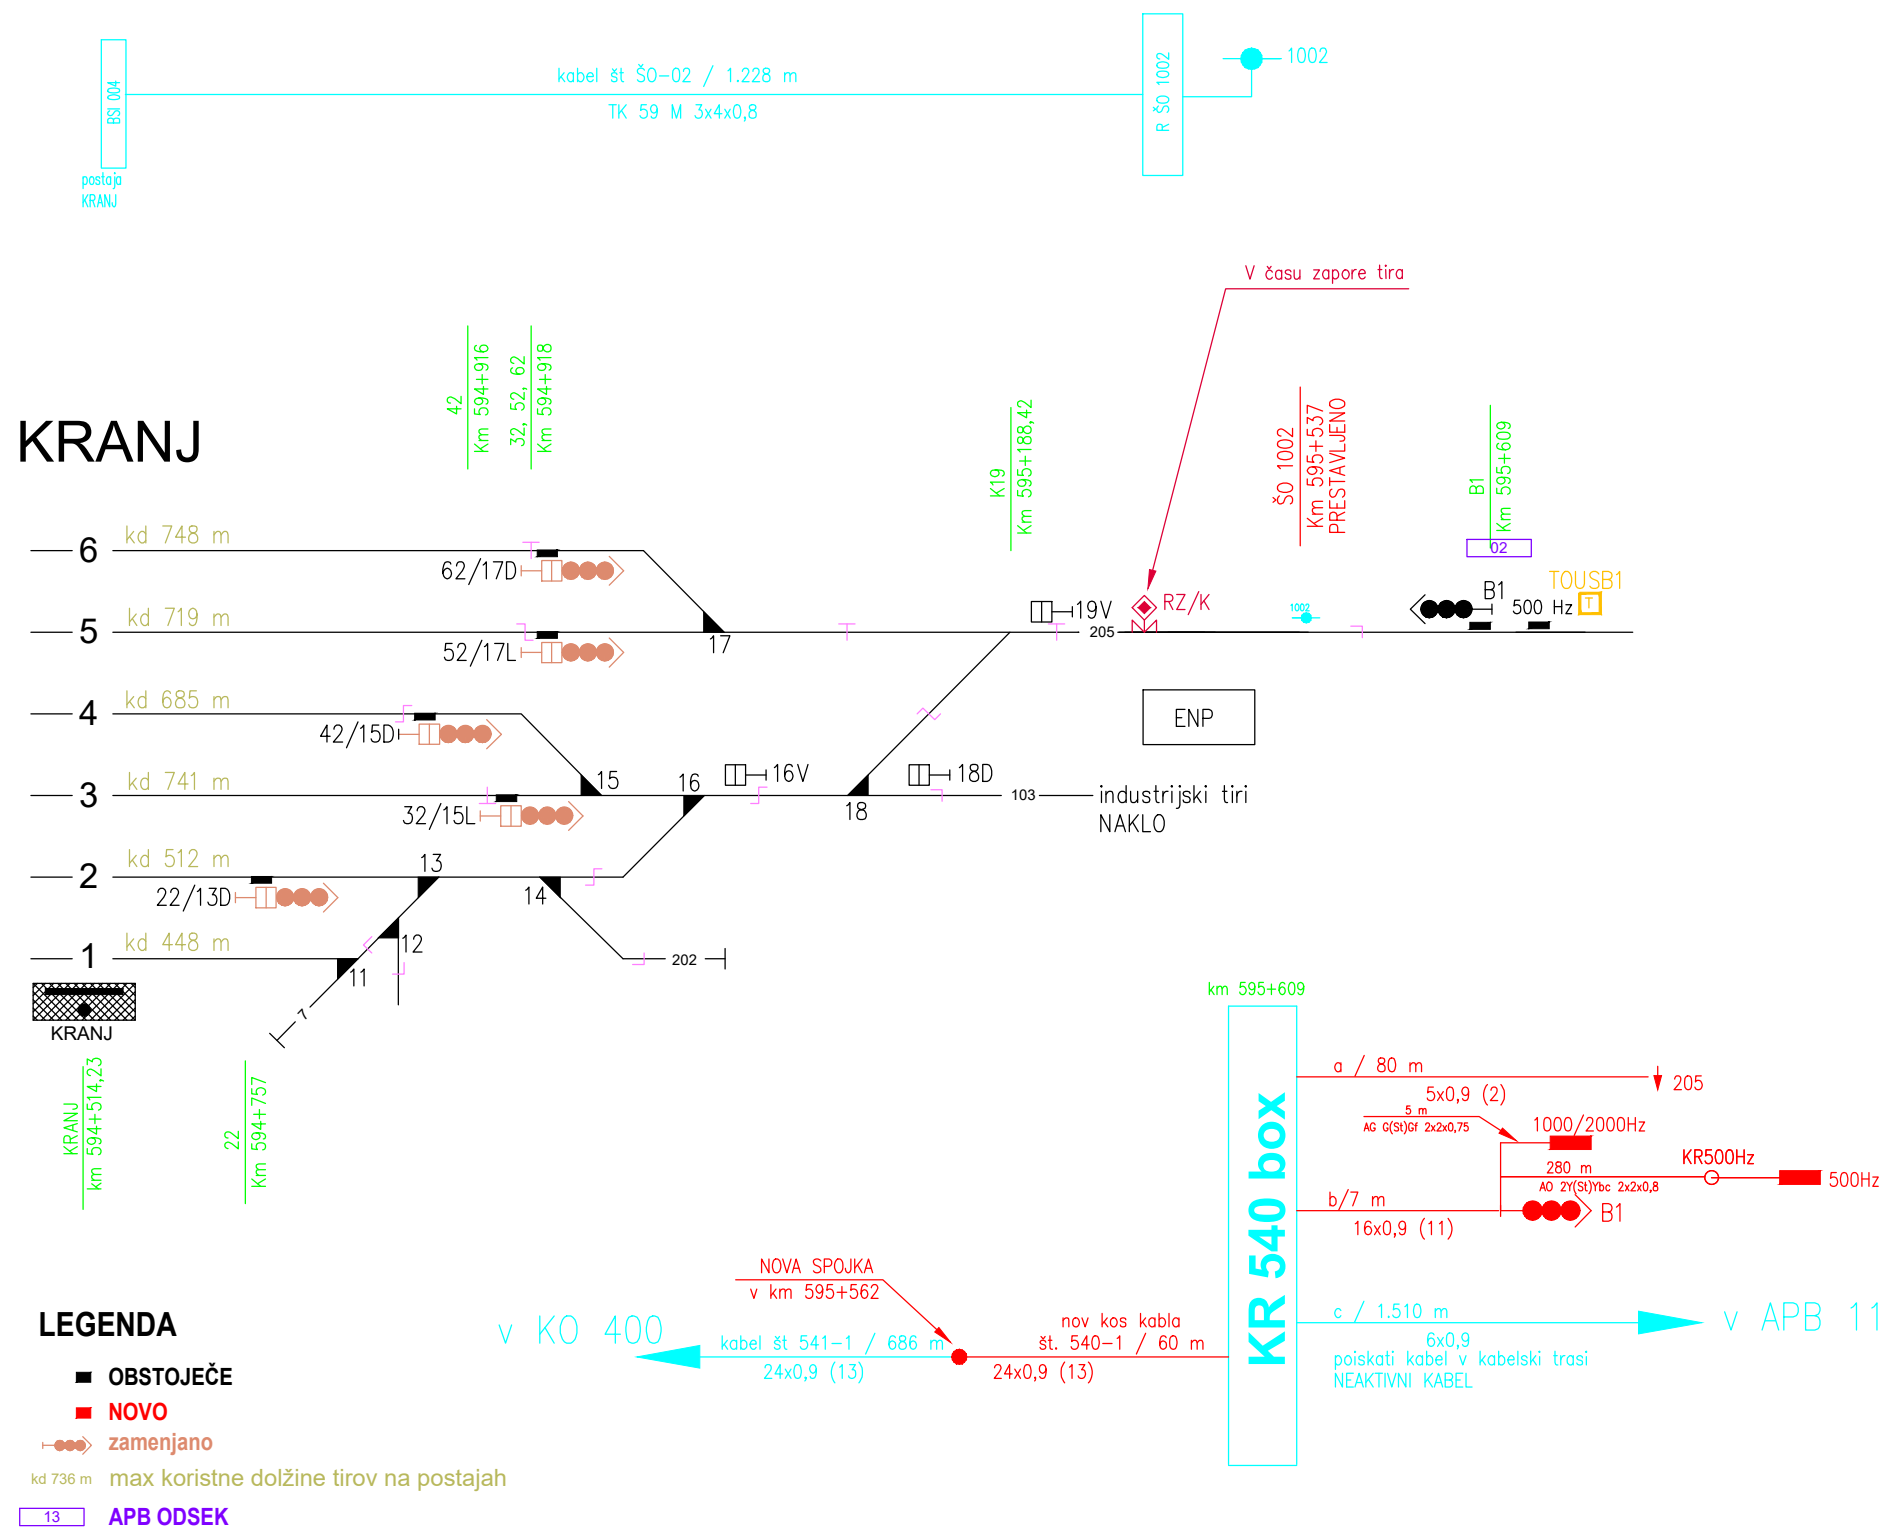 BSI 004
postaja
KRANJ
kabel št ŠO-02 / 1.228 m
TK 59 M 3x4x0,8
R ŠO 1002
1002
V času zapore tira
42
Km 594+916
32, 52, 62
Km 594+918
K19
Km 595+188,42
ŠO 1002
Km 595+537
PRESTAVLJENO
B1
Km 595+609
02
KRANJ
6
kd 748 m
62/17D
5
kd 719 m
52/17L
17
19V
205
RZ/K
1002
B1
500 Hz
TOUSB1
T
4
kd 685 m
42/15D
ENP
3
kd 741 m
32/15L
15
16
16V
18
18D
103
industrijski tiri
NAKLO
2
kd 512 m
22/13D
13
14
1
kd 448 m
11
12
202
7
KRANJ
KRANJ
km 594+514,23
22
Km 594+757
km 595+609
KR 540 box
a / 80 m
5x0,9 (2)
205
5 m
AG G(St)Gf 2x2x0,75
1000/2000Hz
280 m
AO 2Y(St)Ybc 2x2x0,8
KR500Hz
500Hz
b/7 m
16x0,9 (11)
B1
NOVA SPOJKA
v km 595+562
v KO 400
kabel št 541-1 / 686 m
24x0,9 (13)
nov kos kabla
št. 540-1 / 60 m
24x0,9 (13)
c / 1.510 m
6x0,9
poiskati kabel v kabelski trasi
NEAKTIVNI KABEL
v APB 11
LEGENDA
OBSTOJEČE
NOVO
zamenjano
kd 736 m max koristne dolžine tirov na postajah
13 APB ODSEK